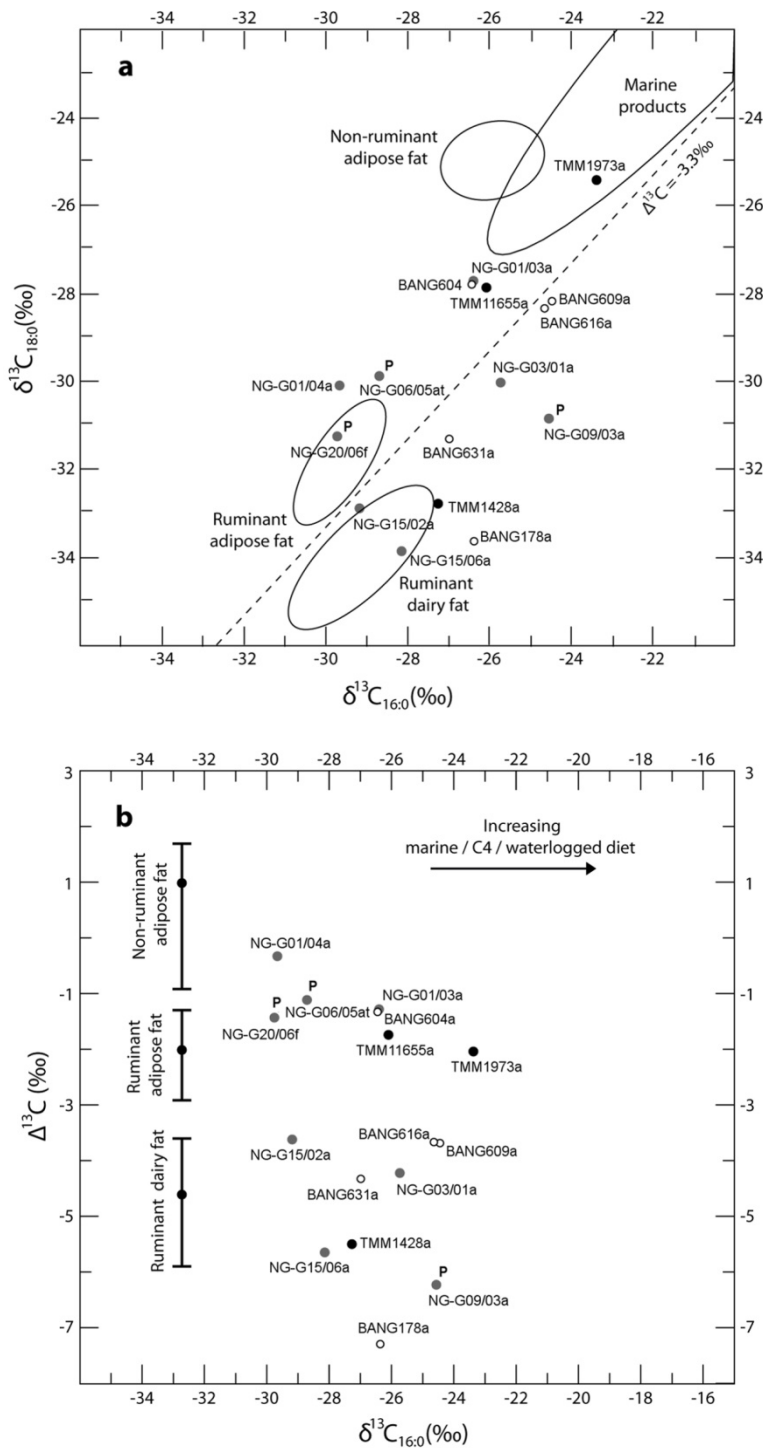 -34 -32 -30 -28 -26 -24 -22
a
Marine
products
Non-ruminant
adipose fat
TMM1973a
Δ¹³C = -3.3‰
NG-G01/03a
BANG604
TMM11655a
BANG609a
BANG616a
P
NG-G01/04a
NG-G06/05at
NG-G03/01a
P
NG-G09/03a
P
NG-G20/06f
BANG631a
Ruminant
adipose fat
TMM1428a
NG-G15/02a
BANG178a
NG-G15/06a
Ruminant
dairy fat
-24
-26
-28
-30
-32
-34
-24
-26
-28
-30
-32
-34
δ¹³C₁₈:₀(‰)
-34 -32 -30 -28 -26 -24 -22
δ¹³C₁₆:₀(‰)
-34 -32 -30 -28 -26 -24 -22 -20 -18 -16
b
Increasing
marine / C4 / waterlogged diet
Non-ruminant
adipose fat
Ruminant
adipose fat
Ruminant dairy fat
NG-G01/04a
P
P
NG-G01/03a
NG-G06/05at
BANG604a
NG-G20/06f
TMM11655a
TMM1973a
BANG616a
BANG609a
NG-G15/02a
BANG631a
NG-G03/01a
TMM1428a
NG-G15/06a
P
NG-G09/03a
BANG178a
3
1
-1
-3
-5
-7
3
1
-1
-3
-5
-7
Δ¹³C (‰)
-34 -32 -30 -28 -26 -24 -22 -20 -18 -16
δ¹³C₁₆:₀(‰)